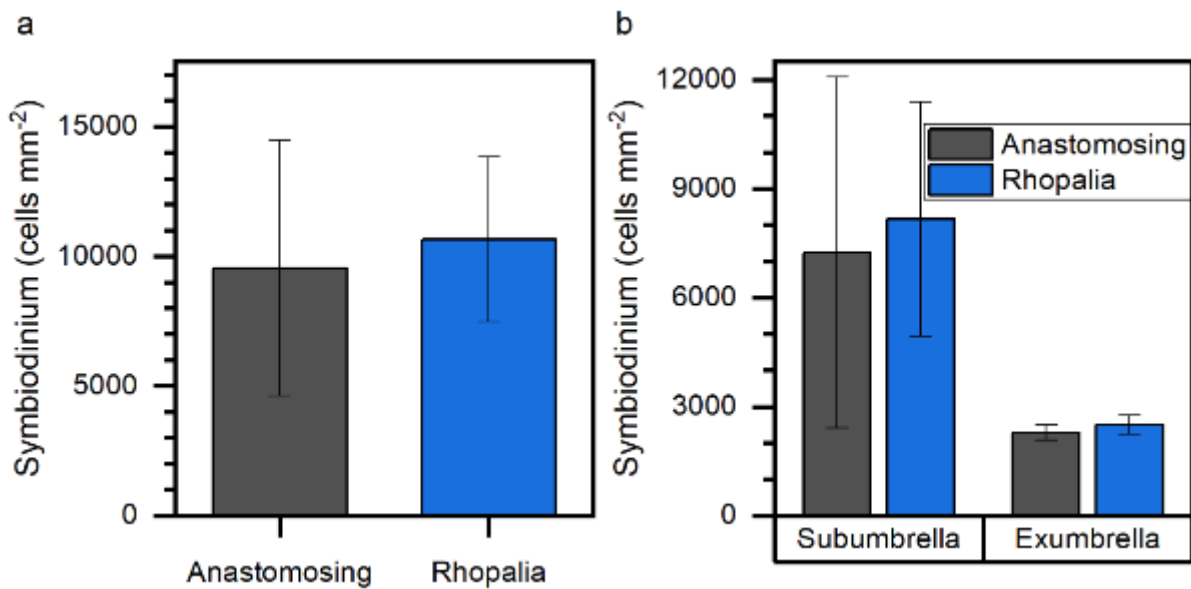 a
Symbiodinium (cells mm⁻²)
15000
10000
5000
0
Anastomosing Rhopalia
b
Symbiodinium (cells mm⁻²)
12000
9000
6000
3000
0
Anastomosing
Rhopalia
Subumbrella Exumbrella